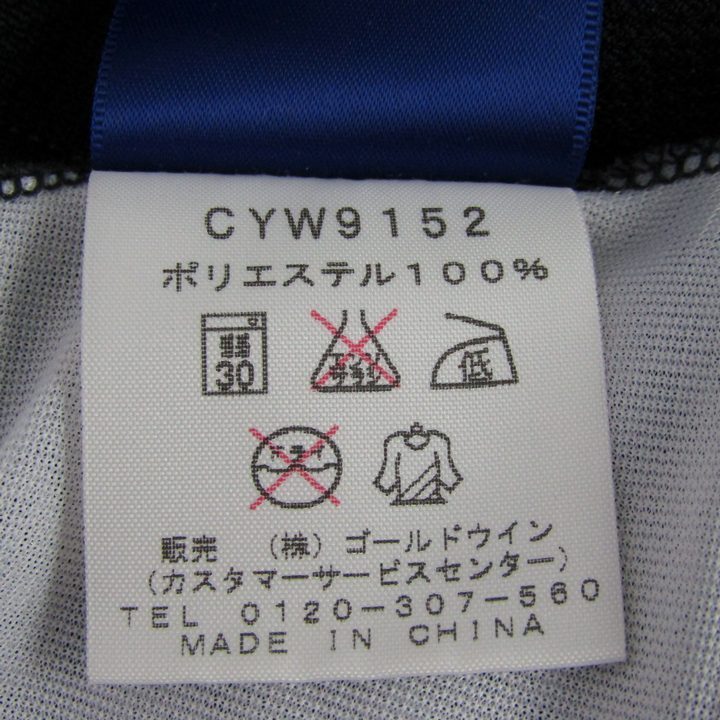 CYW9152
ポリエステル100%
30
低
販売 (株)ゴールドウイン
(カスタマーサービスセンター)
TEL 0120-307-560
MADE IN CHINA